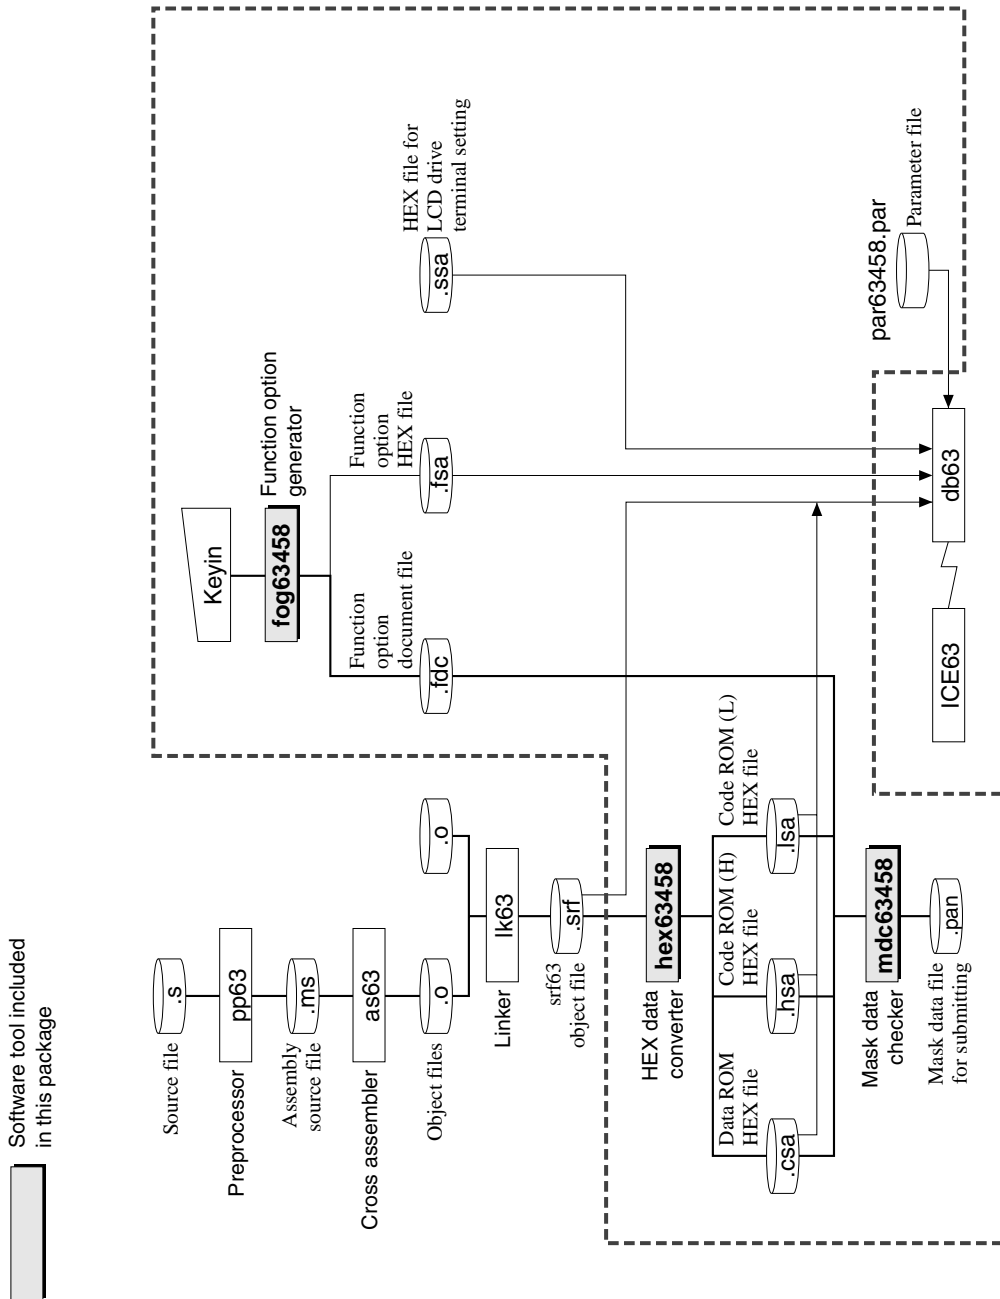 Software tool included
in this package
Source file
.s
Preprocessor
pp63
Assembly
source file
.ms
Cross assembler
as63
Object files
.o
.o
Linker
lk63
srf63
object file
.srf
HEX data
converter
hex63458
Data ROM
HEX file
.csa
Code ROM (H)
HEX file
.hsa
Code ROM (L)
HEX file
.lsa
Mask data
checker
mdc63458
Mask data file
for submitting
.pan
Keyin
fog63458
Function option
generator
Function
option
document file
.fdc
Function
option
HEX file
.fsa
.ssa
HEX file for
LCD drive
terminal setting
par63458.par
Parameter file
ICE63
db63